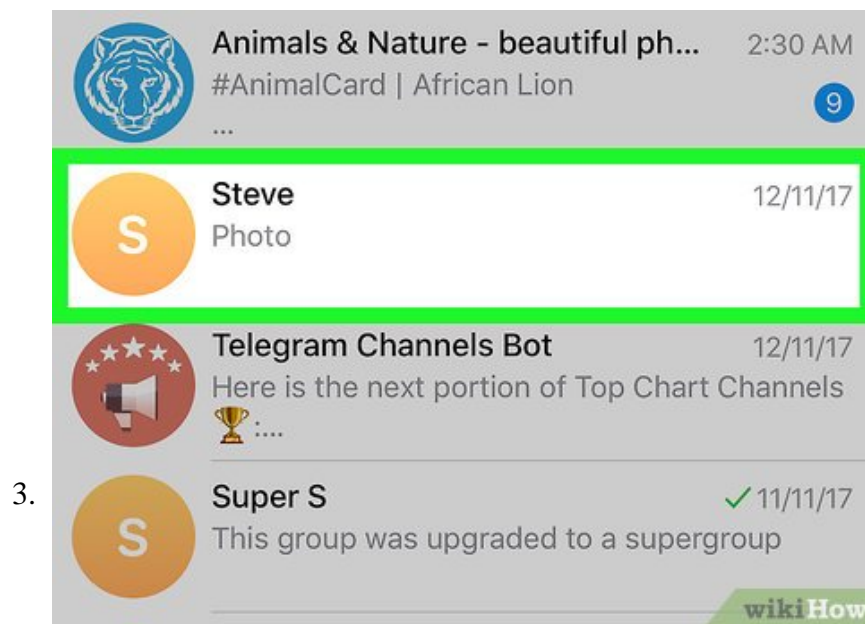 Animals & Nature - beautiful ph... 2:30 AM
#AnimalCard | African Lion
9
...
Steve 12/11/17
S
Photo
Telegram Channels Bot 12/11/17
Here is the next portion of Top Chart Channels
🏆:...
3.
Super S ✓ 11/11/17
S
This group was upgraded to a supergroup
wikiHow